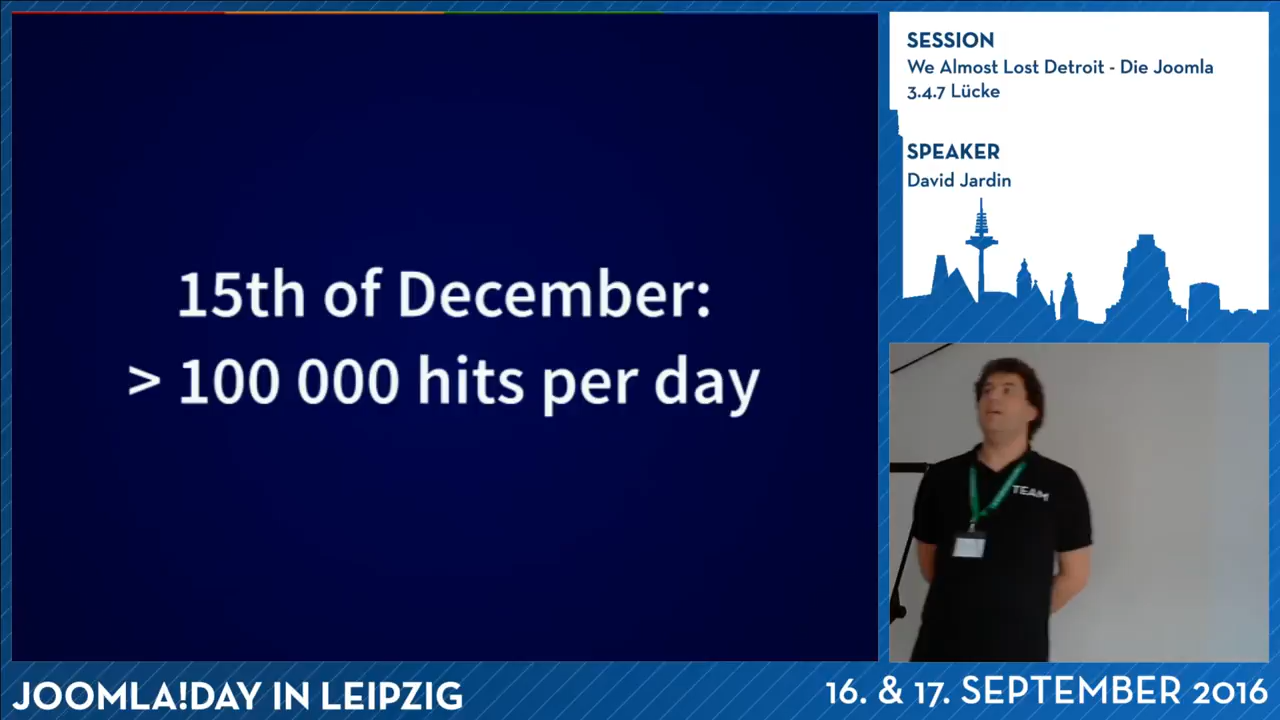 15th of December:
> 100 000 hits per day
SESSION
We Almost Lost Detroit - Die Joomla
3.4.7 Lücke
SPEAKER
David Jardin
TEAM
JOOMLA!DAY IN LEIPZIG
16. & 17. SEPTEMBER 2016